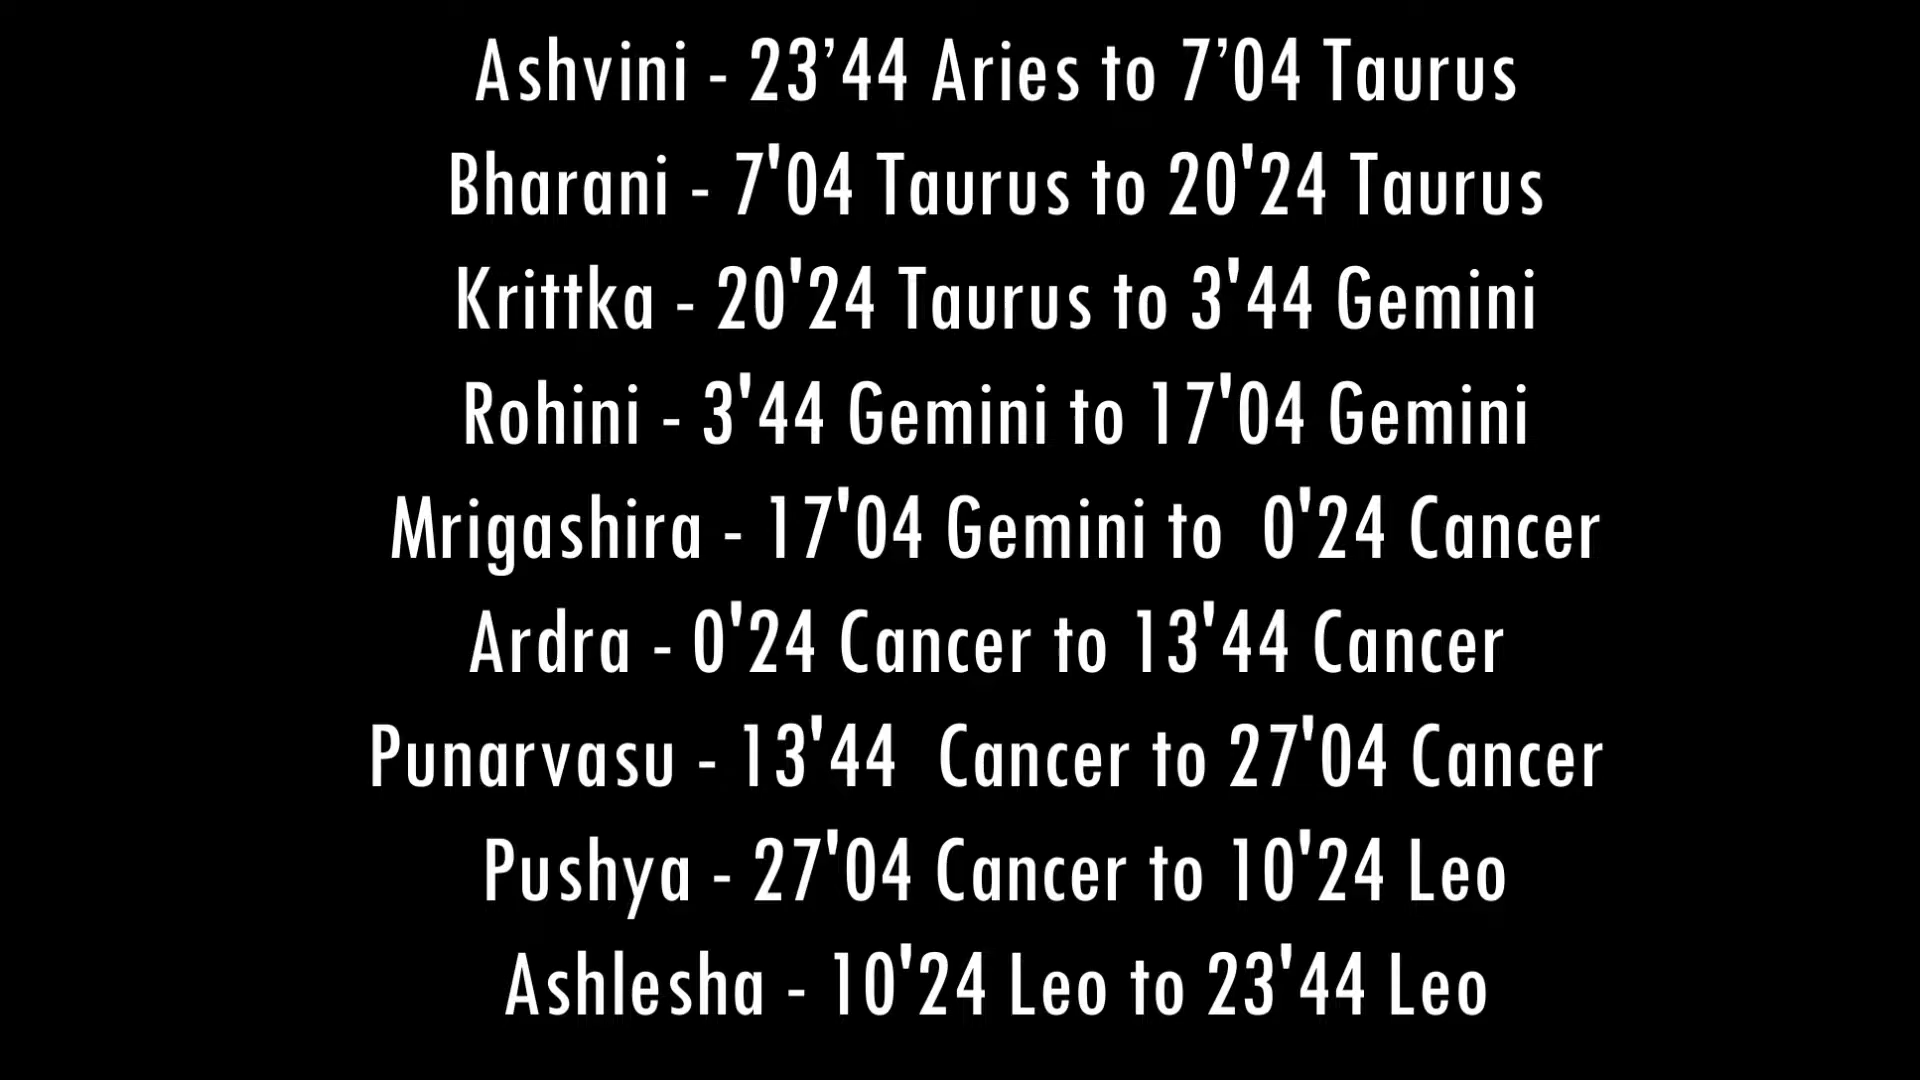 Ashvini - 23’44 Aries to 7’04 Taurus
Bharani - 7'04 Taurus to 20'24 Taurus
Krittka - 20'24 Taurus to 3'44 Gemini
Rohini - 3'44 Gemini to 17'04 Gemini
Mrigashira - 17'04 Gemini to  0'24 Cancer
Ardra - 0'24 Cancer to 13'44 Cancer
Punarvasu - 13'44  Cancer to 27'04 Cancer
Pushya - 27'04 Cancer to 10'24 Leo
Ashlesha - 10'24 Leo to 23'44 Leo